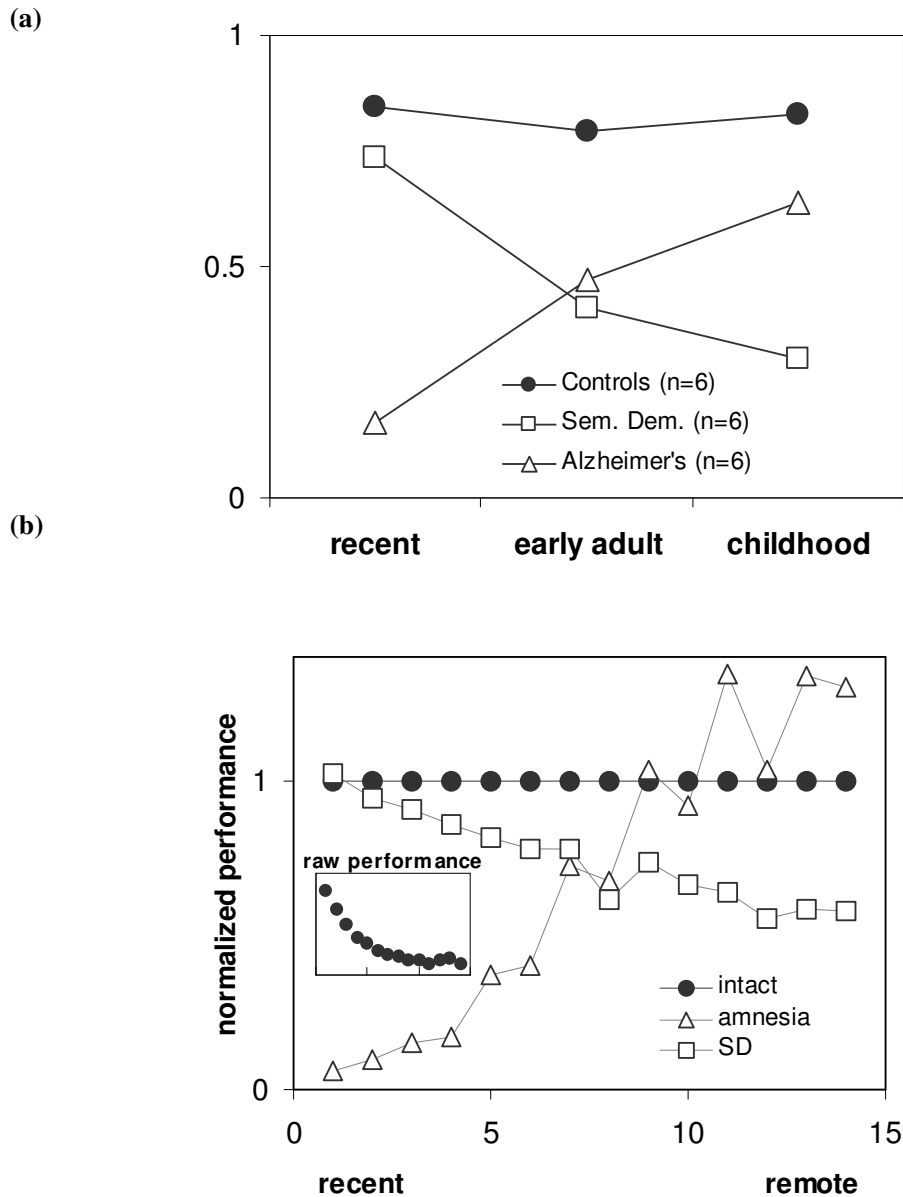 (a)
1
0.5
0
Controls (n=6)
Sem. Dem. (n=6)
Alzheimer's (n=6)
recent early adult childhood
(b)
normalized performance
1
0
raw performance
intact
amnesia
SD
0 5 10 15
recent remote